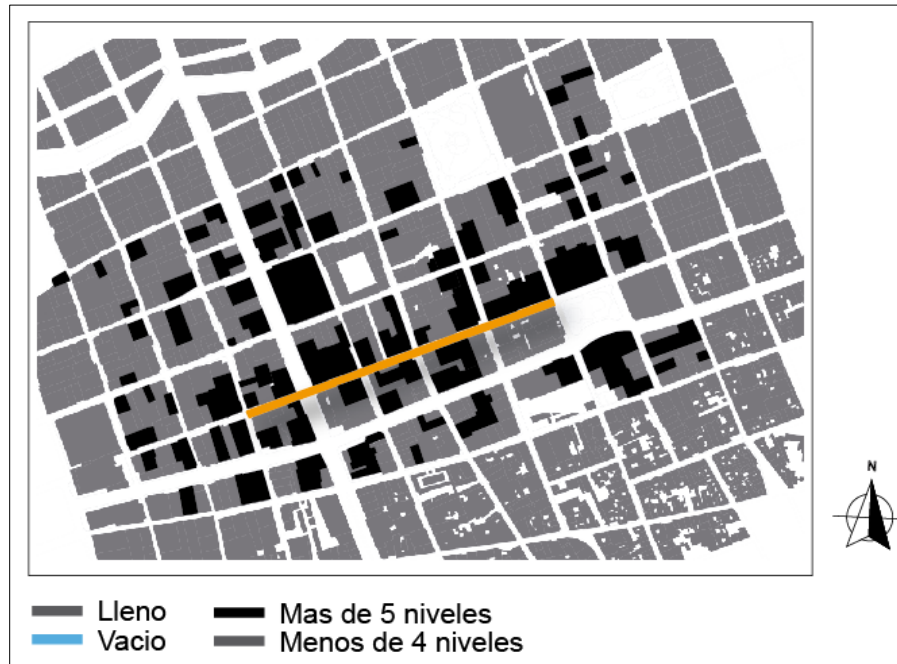 N
Lleno
Vacio
Mas de 5 niveles
Menos de 4 niveles